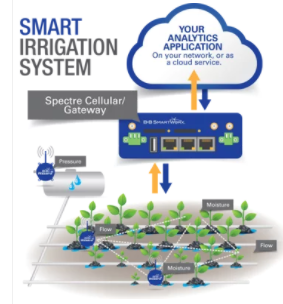 SMART
IRRIGATION
SYSTEM
YOUR
ANALYTICS
APPLICATION
On your network, or as
a cloud service.
Spectre Cellular/
Gateway
B+B SMARTWORX
Pressure
Moisture
Flow
Flow
Moisture